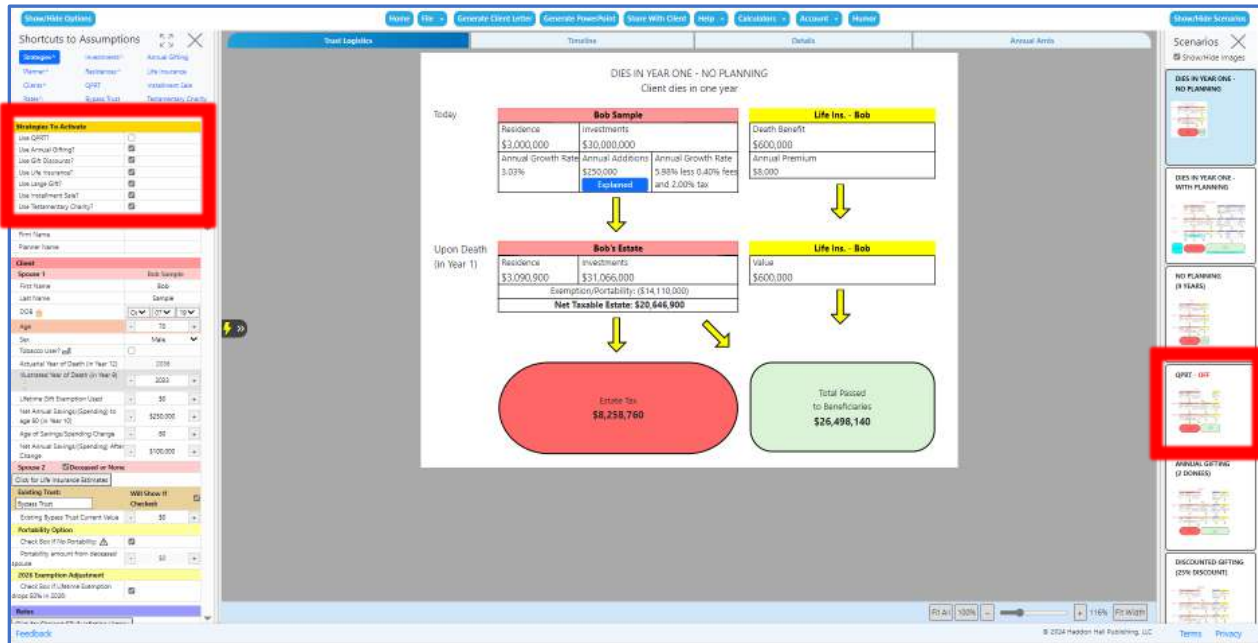 Show/Hide Options
Home
File
Generate Client Letter
Generate PowerPoint
Share With Client
Help
Calculators
Account
Humor
Show/Hide Scenarios
Shortcuts to Assumptions
Strategies^
Investments^
Annual Gifting
Planner^
Residences^
Life Insurance
Clients^
QPRT
Installment Sale
Rates^
Bypass Trust
Testamentary Charity
Strategies To Activate
Use QPRT?
Use Annual Gifting?
Use Gift Discounts?
Use Life Insurance?
Use Large Gift?
Use Installment Sale?
Use Testamentary Charity?
Firm Name
Planner Name
Client
Spouse 1 Bob Sample
First Name Bob
Last Name Sample
DOB
Age 70
Sex Male
Tobacco User?
Actuarial Year of Death (In Year 12)
Illustrated Year of Death (In Year 9) 2033
Lifetime Gift Exemption Used $0
Net Annual Savings/(Spending) to
age 80 (in Year 10) $250,000
Age of Savings/Spending Change 80
Net Annual Savings/(Spending) After
Change $100,000
Spouse 2 Deceased or None
Click for Life Insurance Estimates
Existing Trust: Will Show If
Bypass Trust Checked:
Existing Bypass Trust Current Value $0
Portability Option
Check Box if No Portability
Portability amount from deceased
spouse $0
2026 Exemption Adjustment
Check Box if Lifetime Exemption
drops 50% in 2026
Rates
Feedback
Trust Logistics
Timeline
Details
Annual Amts
DIES IN YEAR ONE - NO PLANNING
Client dies in one year
Today
Bob Sample
Residence Investments
$3,000,000 $30,000,000
Annual Growth Rate Annual Additions Annual Growth Rate
3.03% $250,000 5.98% less 0.40% fees
Explained and 2.00% tax
Life Ins. - Bob
Death Benefit
$600,000
Annual Premium
$8,000
Upon Death
(in Year 1)
Bob's Estate
Residence Investments
$3,090,900 $31,066,000
Exemption/Portability: ($14,110,000)
Net Taxable Estate: $20,646,900
Life Ins. - Bob
Value
$600,000
Estate Tax
$8,258,760
Total Passed
to Beneficiaries
$26,498,140
Fit All 100% - + 116% Fit Width
© 2024 Haddon Hall Publishing, LLC
Scenarios
Show/Hide Images
DIES IN YEAR ONE -
NO PLANNING
DIES IN YEAR ONE -
WITH PLANNING
NO PLANNING
(9 YEARS)
QPRT - OFF
ANNUAL GIFTING
(2 DONEES)
DISCOUNTED GIFTING
(25% DISCOUNT)
Terms Privacy